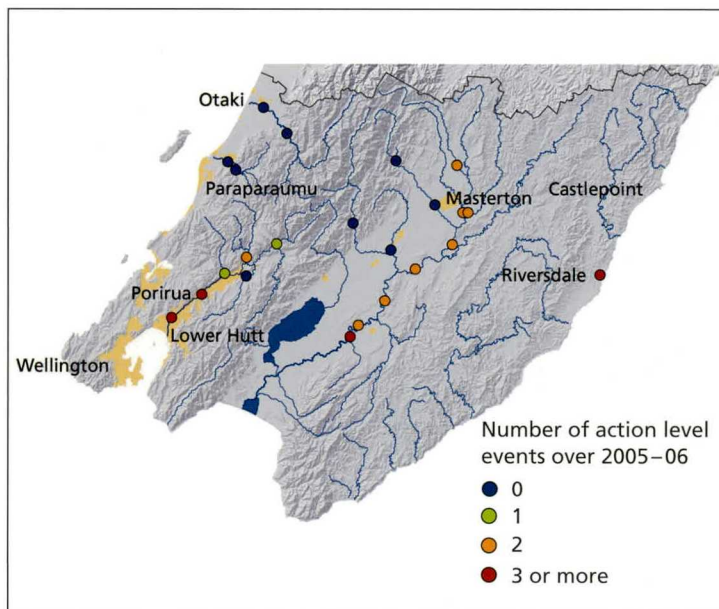 Otaki
Paraparaumu
Masterton
Castlepoint
Riversdale
Porirua
Lower Hutt
Wellington
Number of action level
events over 2005–06
0
1
2
3 or more